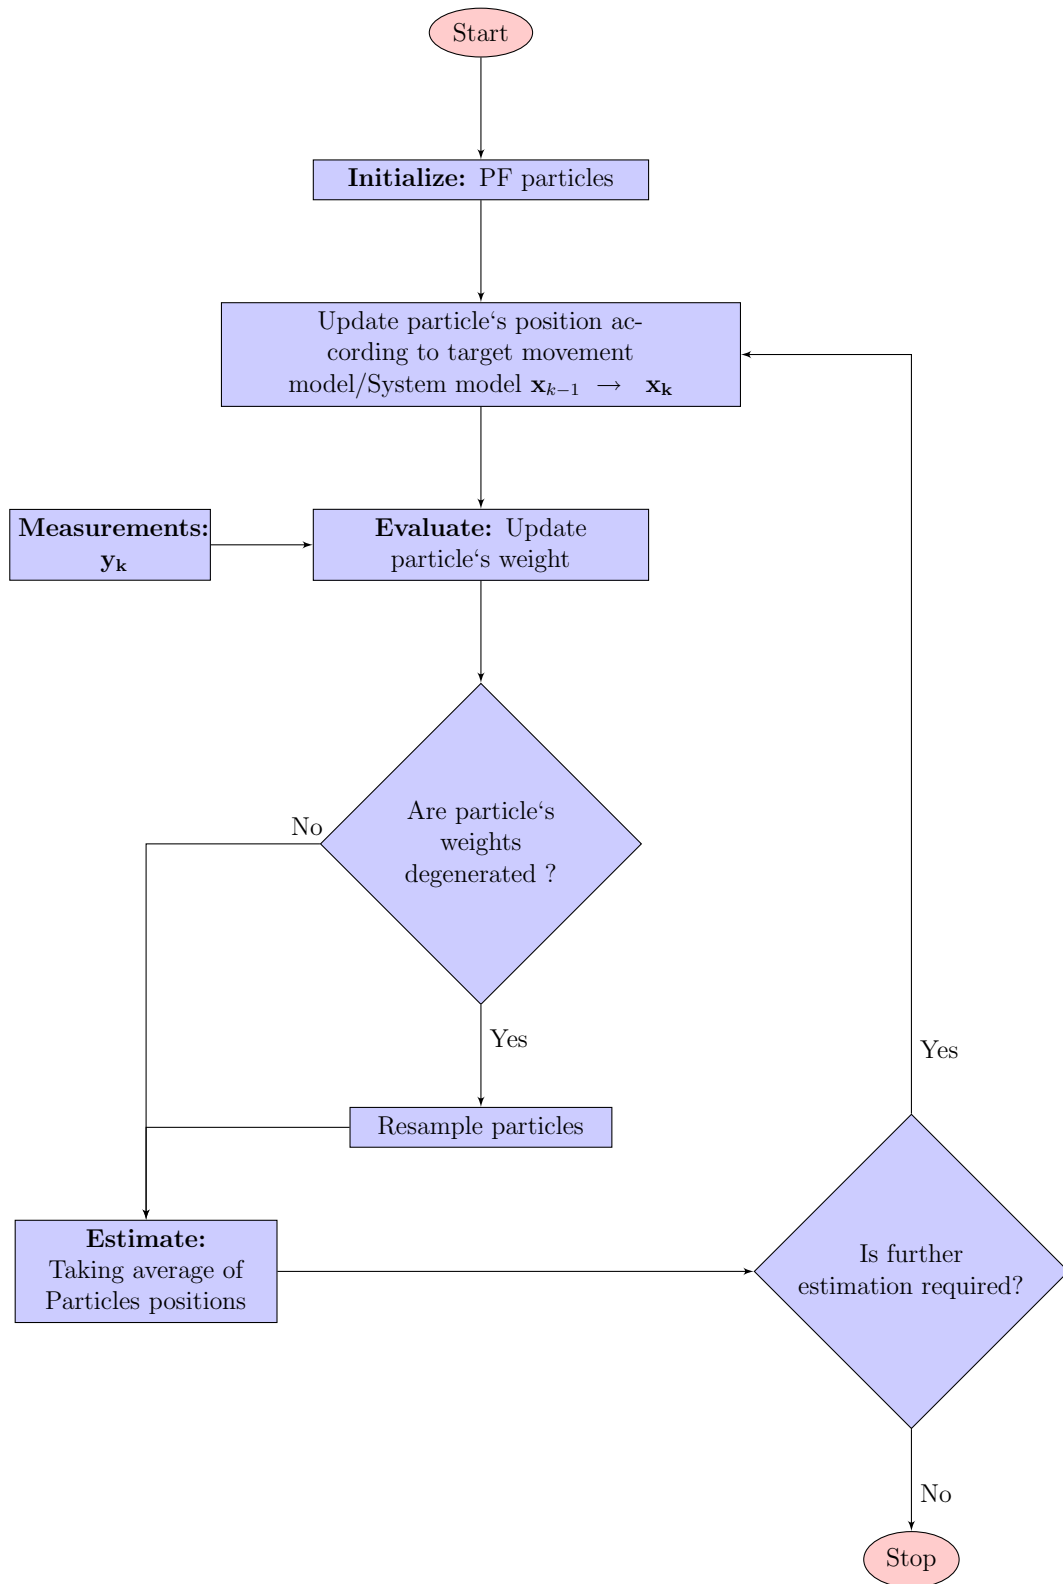 Start
Initialize: PF particles
Update particle‘s position ac-
cording to target movement
model/System model x_{k−1} → x_k
Measurements:
y_k
Evaluate: Update
particle‘s weight
Are particle‘s
weights
degenerated ?
No
Yes
Resample particles
Estimate:
Taking average of
Particles positions
Is further
estimation required?
Yes
No
Stop